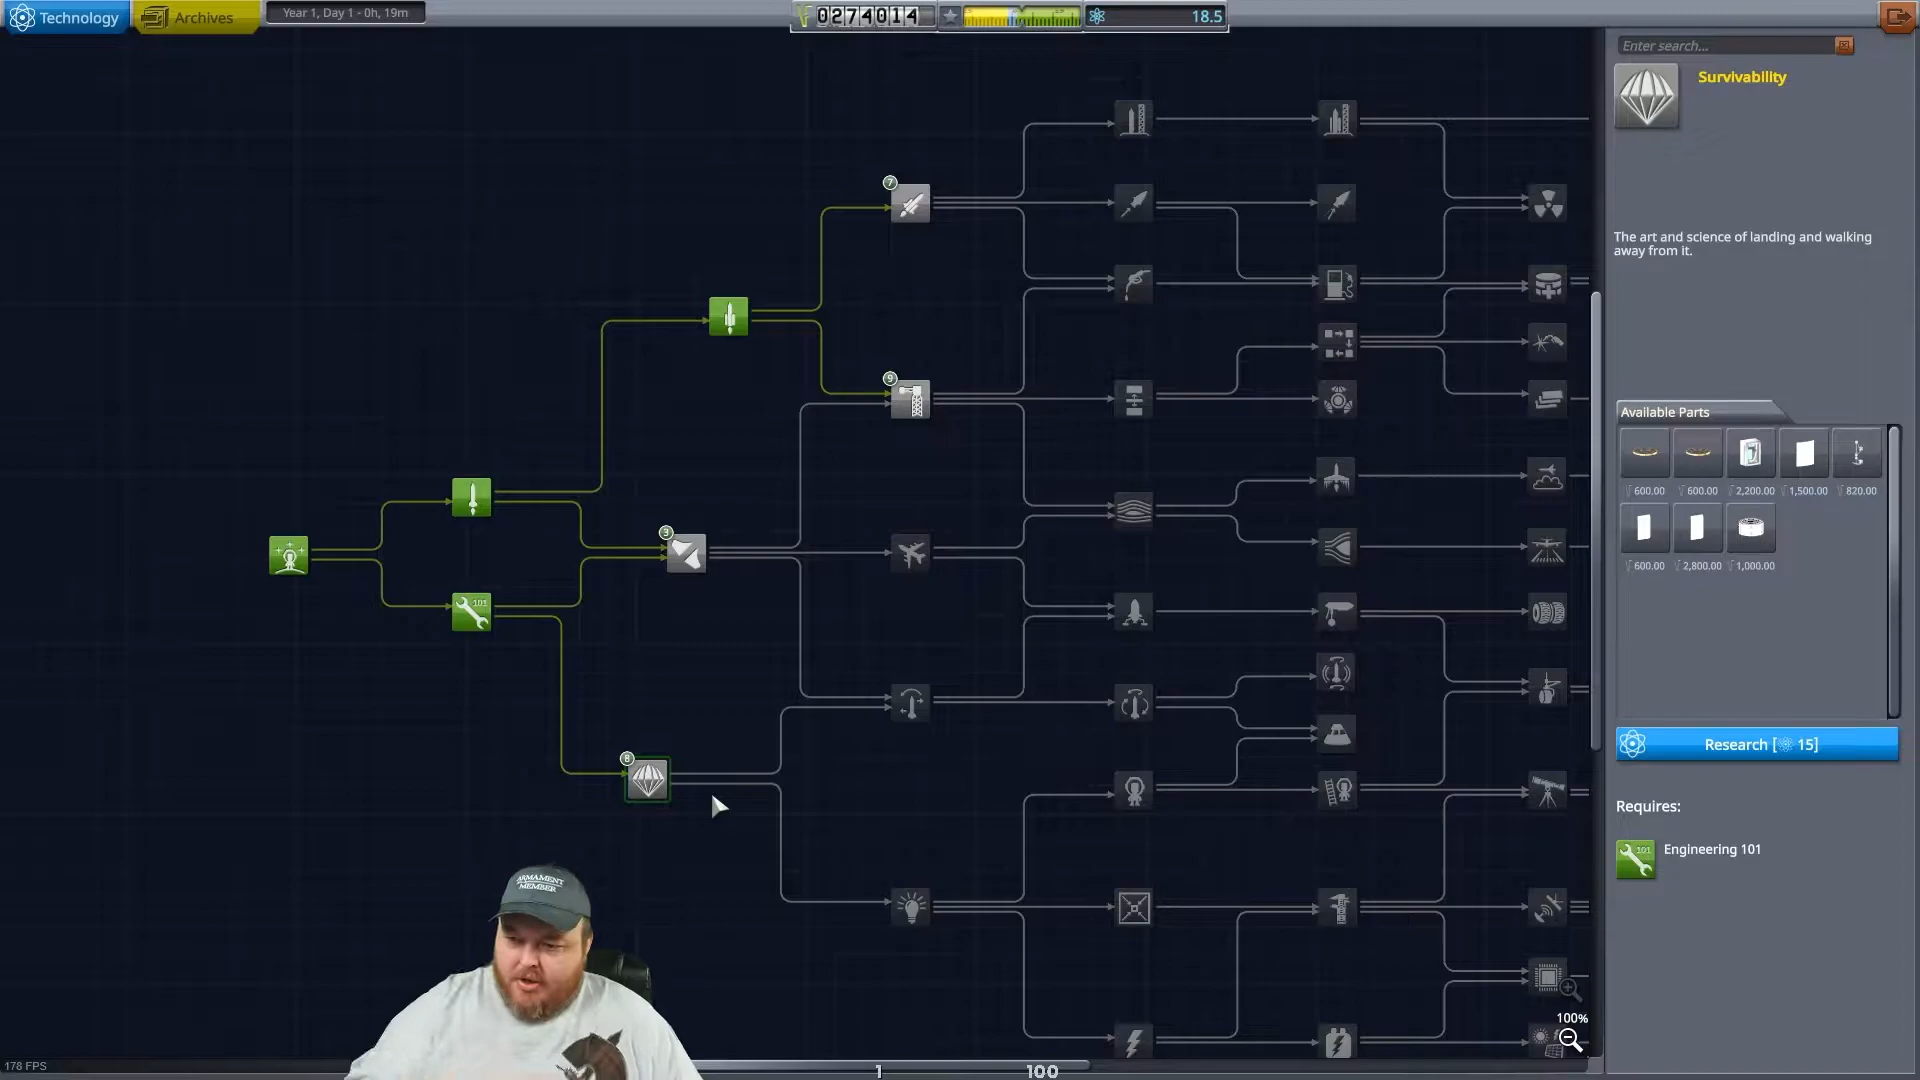 Technology
Archives
Year 1, Day 1 - 0h, 19m
0274014
18.5
Enter search...
Survivability
The art and science of landing and walking
away from it.
Available Parts
600.00
600.00
2,200.00
1,500.00
820.00
600.00
2,800.00
1,000.00
Research [15]
Requires:
101
Engineering 101
7
9
3
101
8
ARMAMENT
MEMBER
100%
178 FPS
1
100